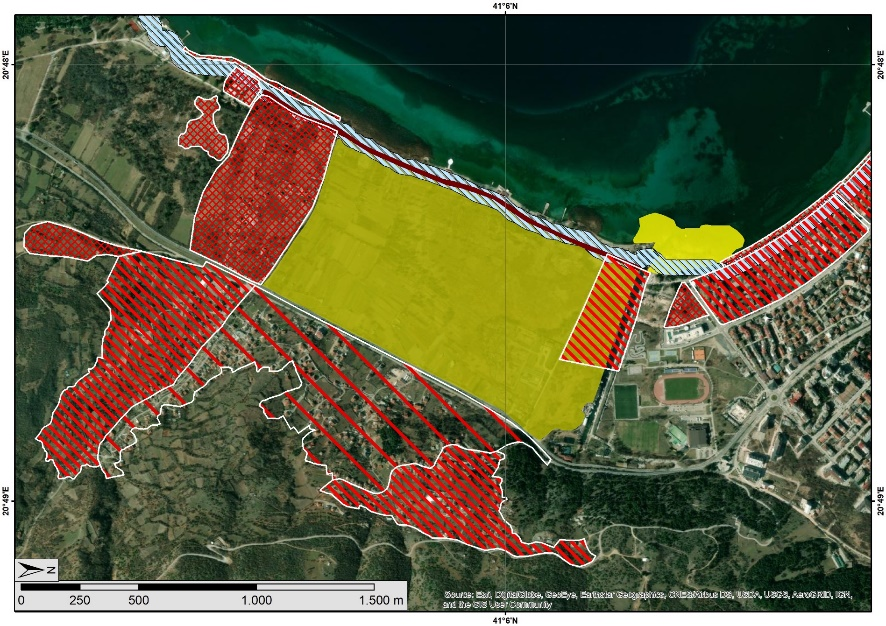 41°6'N
20°48'E
20°48'E
20°49'E
20°49'E
N
0 250 500 1.000 1.500 m
Source: Esri, DigitalGlobe, GeoEye, Earthstar Geographics, CNES/Airbus DS, USDA, USGS, AeroGRID, IGN,
and the GIS User Community
41°6'N